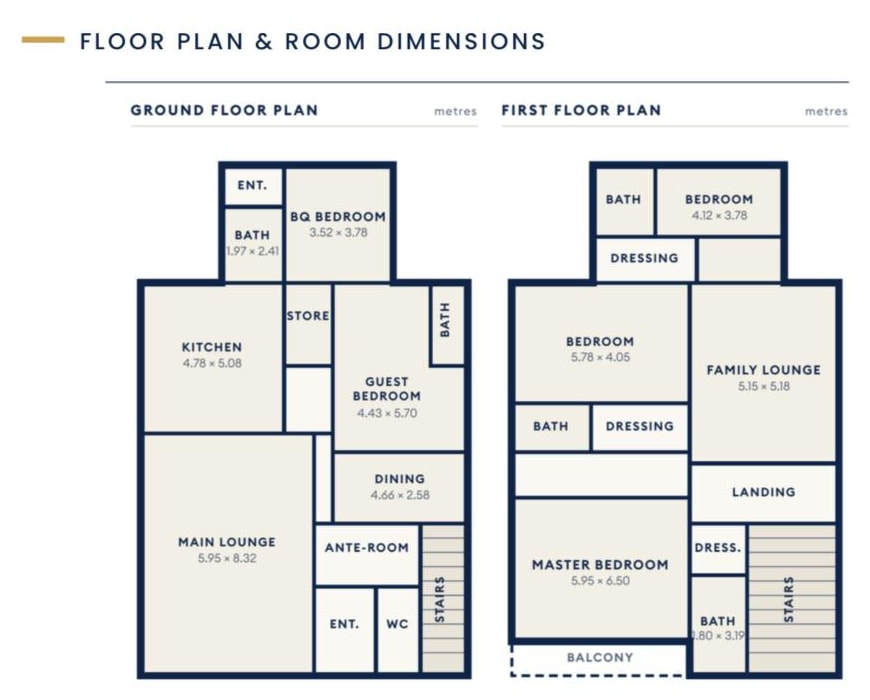 FLOOR PLAN & ROOM DIMENSIONS
GROUND FLOOR PLAN
metres
ENT.
BQ BEDROOM
3.52 × 3.78
BATH
1.97 × 2.41
STORE
BATH
KITCHEN
4.78 × 5.08
GUEST
BEDROOM
4.43 × 5.70
DINING
4.66 × 2.58
MAIN LOUNGE
5.95 × 8.32
ANTE-ROOM
STAIRS
ENT.
WC
FIRST FLOOR PLAN
metres
BATH
BEDROOM
4.12 × 3.78
DRESSING
BEDROOM
5.78 × 4.05
FAMILY LOUNGE
5.15 × 5.18
BATH
DRESSING
LANDING
DRESS.
MASTER BEDROOM
5.95 × 6.50
STAIRS
BATH
1.80 × 3.19
BALCONY